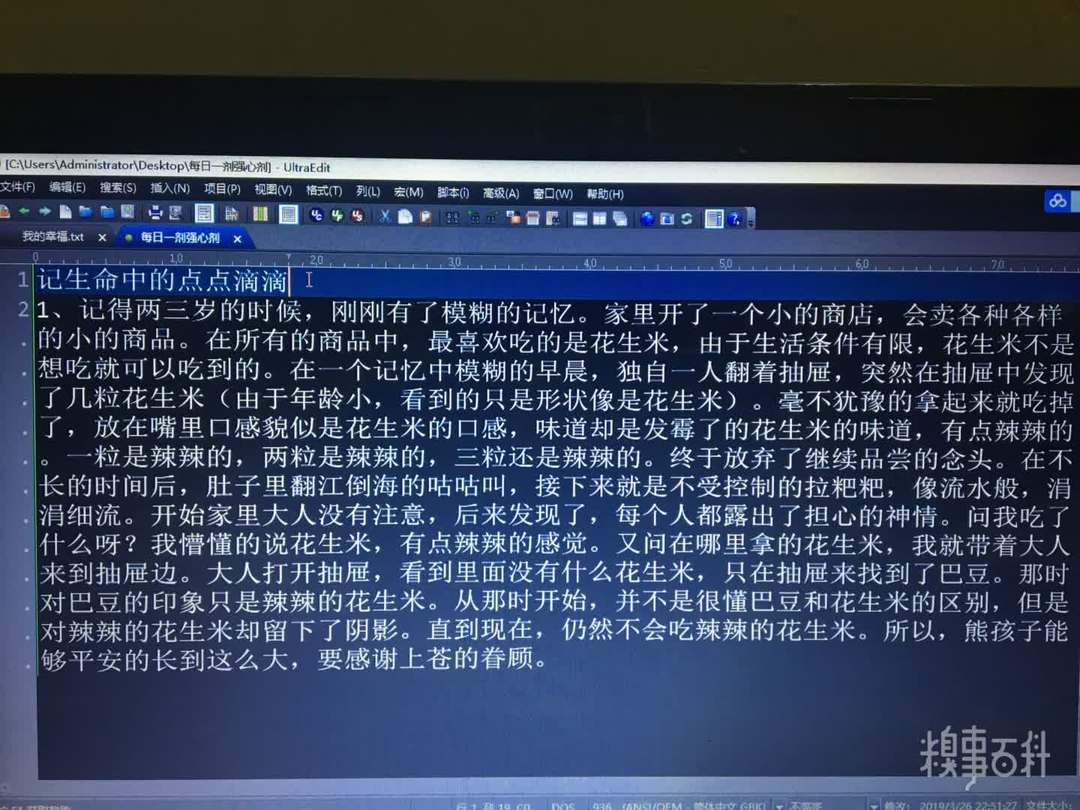 [C:\Users\Administrator\Desktop\每日一剂强心剂] - UltraEdit
文件(F) 编辑(E) 搜索(S) 插入(N) 项目(P) 视图(V) 格式(T) 列(L) 宏(M) 脚本(i) 高级(A) 窗口(W) 帮助(H)
我的幸福.txt × 每日一剂强心剂 ×
0 1,0 2,0 3,0 4,0 5,0 6,0 7,0
1 记生命中的点点滴滴
2 1、记得两三岁的时候，刚刚有了模糊的记忆。家里开了一个小的商店，会卖各种各样
的小的商品。在所有的商品中，最喜欢吃的是花生米，由于生活条件有限，花生米不是
想吃就可以吃到的。在一个记忆中模糊的早晨，独自一人翻着抽屉，突然在抽屉中发现
了几粒花生米（由于年龄小，看到的只是形状像是花生米）。毫不犹豫的拿起来就吃掉
了，放在嘴里口感貌似是花生米的口感，味道却是发霉了的花生米的味道，有点辣辣的
。一粒是辣辣的，两粒是辣辣的，三粒还是辣辣的。终于放弃了继续品尝的念头。在不
长的时间后，肚子里翻江倒海的咕咕叫，接下来就是不受控制的拉粑粑，像流水般，涓
涓细流。开始家里大人没有注意，后来发现了，每个人都露出了担心的神情。问我吃了
什么呀？我懵懂的说花生米，有点辣辣的感觉。又问在哪里拿的花生米，我就带着大人
来到抽屉边。大人打开抽屉，看到里面没有什么花生米，只在抽屉来找到了巴豆。那时
对巴豆的印象只是辣辣的花生米。从那时开始，并不是很懂巴豆和花生米的区别，但是
对辣辣的花生米却留下了阴影。直到现在，仍然不会吃辣辣的花生米。所以，熊孩子能
够平安的长到这么大，要感谢上苍的眷顾。
糗事百科
行 1, 列 19, C0 DOS 936 (ANSI/OEM - 简体中文 GBK) 修改: 2019/3/26 22:51:27 文件大小: